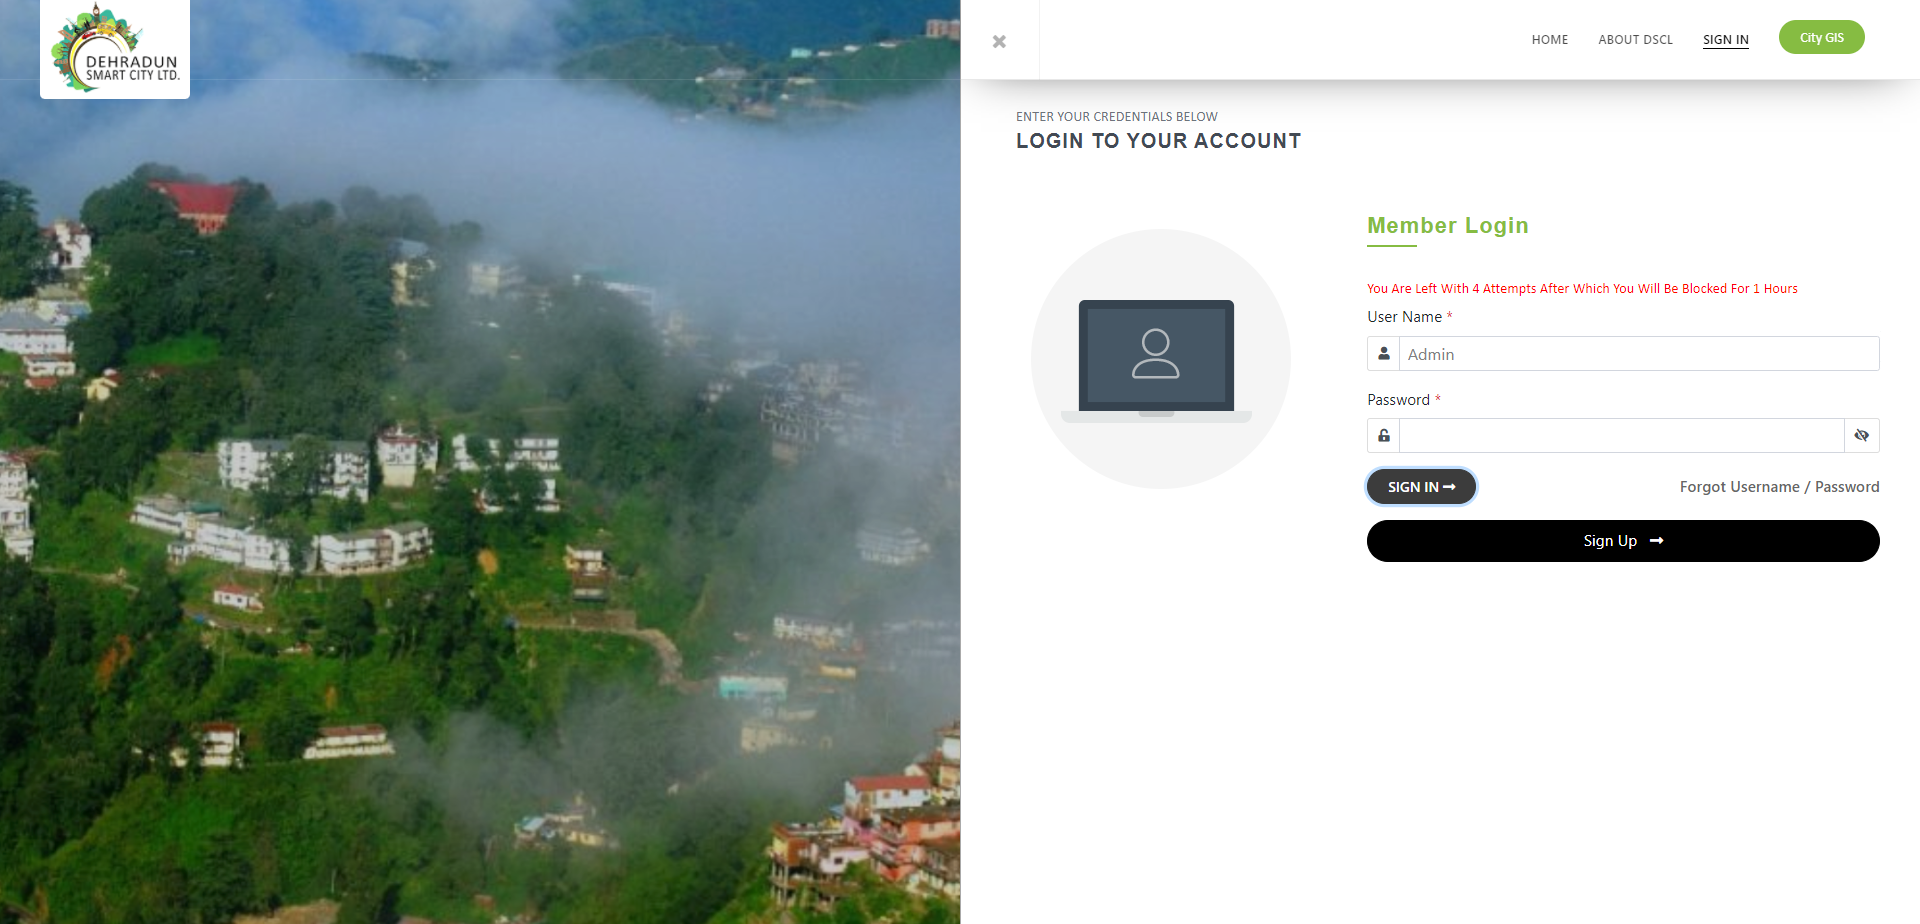 DEHRADUN
SMART CITY LTD.
HOME
ABOUT DSCL
SIGN IN
City GIS
ENTER YOUR CREDENTIALS BELOW
LOGIN TO YOUR ACCOUNT
Member Login
You Are Left With 4 Attempts After Which You Will Be Blocked For 1 Hours
User Name *
Admin
Password *
SIGN IN
Forgot Username / Password
Sign Up